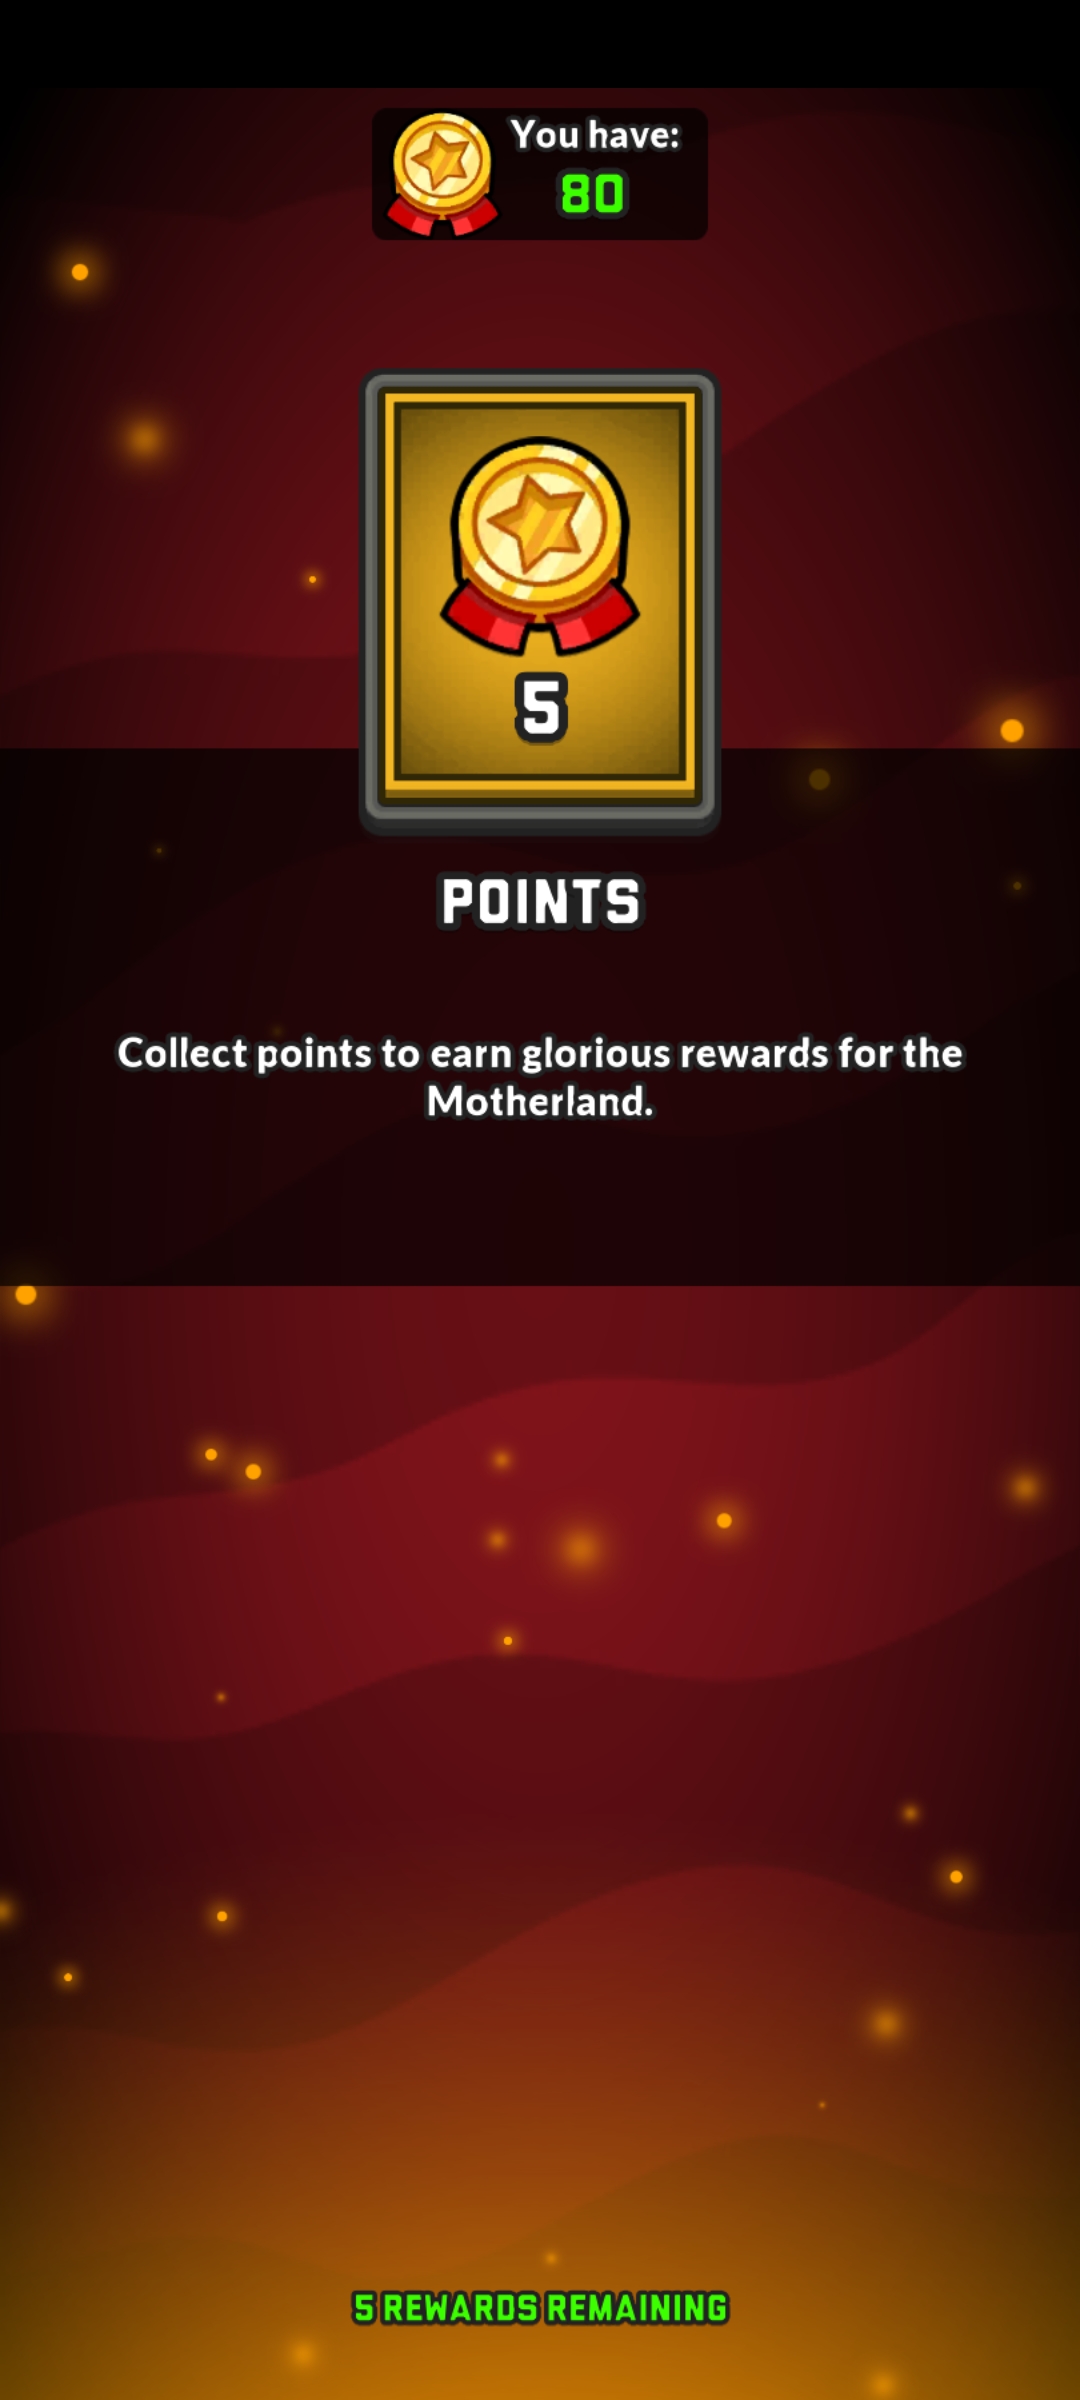 You have:
80
5
POINTS
Collect points to earn glorious rewards for the
Motherland.
5 REWARDS REMAINING